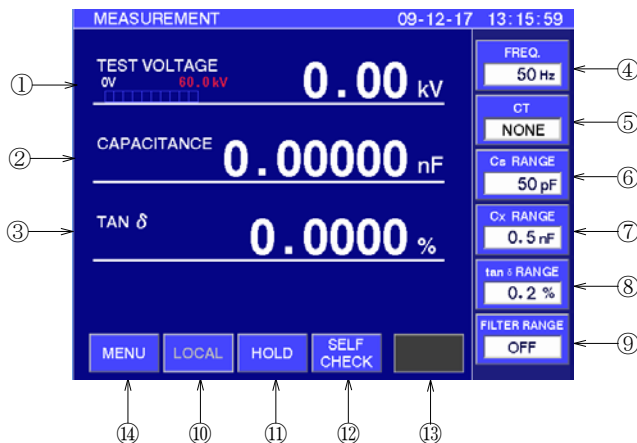 MEASUREMENT 09-12-17 13:15:59
① TEST VOLTAGE 0.00 kV
0V 60.0kV
② CAPACITANCE 0.00000 nF
③ TAN δ 0.0000 %
FREQ. ④
50 Hz
CT ⑤
NONE
Cs RANGE ⑥
50 pF
Cx RANGE ⑦
0.5 nF
tan δ RANGE ⑧
0.2 %
FILTER RANGE ⑨
OFF
MENU LOCAL HOLD SELF CHECK
⑭ ⑩ ⑪ ⑫ ⑬